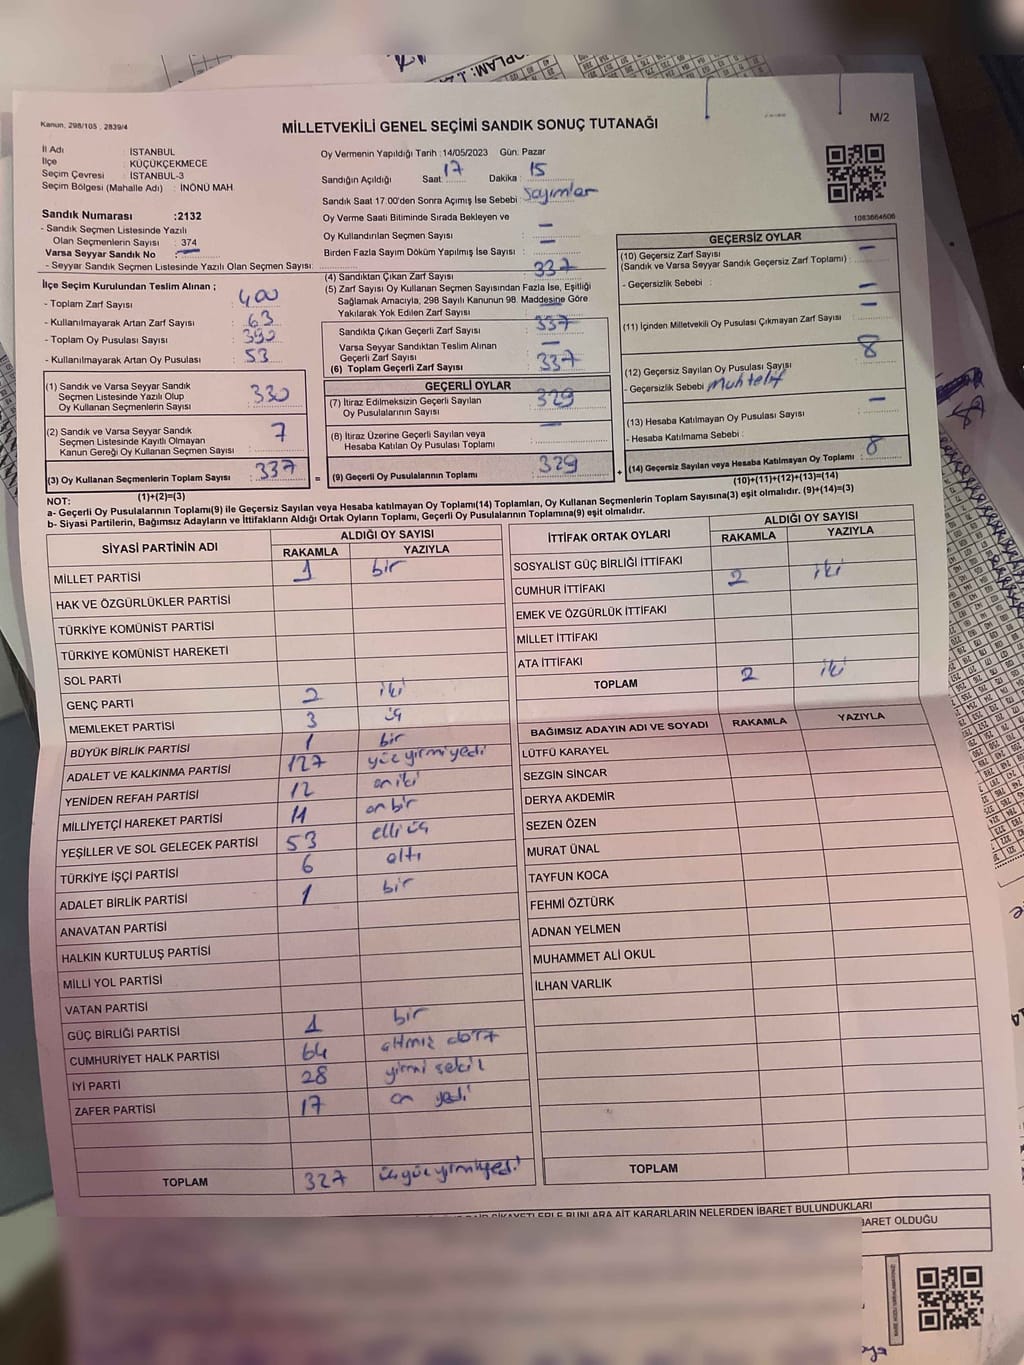 Kanun, 298/105 , 2839/4
MİLLETVEKİLİ GENEL SEÇİMİ SANDIK SONUÇ TUTANAĞI
M/2
İl Adı : İSTANBUL
İlçe : KÜÇÜKÇEKMECE
Seçim Çevresi : İSTANBUL-3
Seçim Bölgesi (Mahalle Adı) : İNÖNÜ MAH.
Sandık Numarası :2132
- Sandık Seçmen Listesinde Yazılı
Olan Seçmenlerin Sayısı : 374
Varsa Seyyar Sandık No :
- Seyyar Sandık Seçmen Listesinde Yazılı Olan Seçmen Sayısı:
İlçe Seçim Kurulundan Teslim Alınan ;
- Toplam Zarf Sayısı : 400
- Kullanılmayarak Artan Zarf Sayısı : 63
- Toplam Oy Pusulası Sayısı : 390
- Kullanılmayarak Artan Oy Pusulası : 53
(1) Sandık ve Varsa Seyyar Sandık
Seçmen Listesinde Yazılı Olup
Oy Kullanan Seçmenlerin Sayısı : 330
(2) Sandık ve Varsa Seyyar Sandık
Seçmen Listesinde Kayıtlı Olmayan
Kanun Gereği Oy Kullanan Seçmen Sayısı : 7
(3) Oy Kullanan Seçmenlerin Toplam Sayısı : 337
(1)+(2)=(3)
Oy Vermenin Yapıldığı Tarih :14/05/2023 Gün: Pazar
Sandığın Açıldığı Saat: 17 Dakika : 15
Sandık Saat 17.00'den Sonra Açımış İse Sebebi : Sayımlar
Oy Verme Saati Bitiminde Sırada Bekleyen ve
Oy Kullandırılan Seçmen Sayısı : —
Birden Fazla Sayım Döküm Yapılmış İse Sayısı : —
(4) Sandıktan Çıkan Zarf Sayısı : 337
(5) Zarf Sayısı Oy Kullanan Seçmen Sayısından Fazla İse, Eşitliği
Sağlamak Amacıyla, 298 Sayılı Kanunun 98. Maddesine Göre
Yakılarak Yok Edilen Zarf Sayısı : —
Sandıkta Çıkan Geçerli Zarf Sayısı : 337
Varsa Seyyar Sandıktan Teslim Alınan
Geçerli Zarf Sayısı : —
(6) Toplam Geçerli Zarf Sayısı : 337
GEÇERLİ OYLAR
(7) İtiraz Edilmeksizin Geçerli Sayılan
Oy Pusulalarının Sayısı : 329
(8) İtiraz Üzerine Geçerli Sayılan veya
Hesaba Katılan Oy Pusulası Toplamı : —
= (9) Geçerli Oy Pusulalarının Toplamı : 329
1083664606
GEÇERSİZ OYLAR
(10) Geçersiz Zarf Sayısı
(Sandık ve Varsa Seyyar Sandık Geçersiz Zarf Toplamı) : —
- Geçersizlik Sebebi : —
(11) İçinden Milletvekili Oy Pusulası Çıkmayan Zarf Sayısı : —
(12) Geçersiz Sayılan Oy Pusulası Sayısı : 8
- Geçersizlik Sebebi : Muhtelif
(13) Hesaba Katılmayan Oy Pusulası Sayısı : —
- Hesaba Katılmama Sebebi :
+ (14) Geçersiz Sayılan veya Hesaba Katılmayan Oy Toplamı : 8
(10)+(11)+(12)+(13)=(14)
NOT:
a- Geçerli Oy Pusulalarının Toplamı(9) ile Geçersiz Sayılan veya Hesaba katılmayan Oy Toplamı(14) Toplamları, Oy Kullanan Seçmenlerin Toplam Sayısına(3) eşit olmalıdır. (9)+(14)=(3)
b- Siyasi Partilerin, Bağımsız Adayların ve İttifakların Aldığı Ortak Oyların Toplamı, Geçerli Oy Pusulalarının Toplamına(9) eşit olmalıdır.
SİYASİ PARTİNİN ADI ALDIĞI OY SAYISI
RAKAMLA YAZIYLA
MİLLET PARTİSİ 1 bir
HAK VE ÖZGÜRLÜKLER PARTİSİ
TÜRKİYE KOMÜNİST PARTİSİ
TÜRKİYE KOMÜNİST HAREKETİ
SOL PARTİ
GENÇ PARTİ 2 iki
MEMLEKET PARTİSİ 3 üç
BÜYÜK BİRLİK PARTİSİ 1 bir
ADALET VE KALKINMA PARTİSİ 127 yüz yirmi yedi
YENİDEN REFAH PARTİSİ 12 on iki
MİLLİYETÇİ HAREKET PARTİSİ 11 on bir
YEŞİLLER VE SOL GELECEK PARTİSİ 53 elli üç
TÜRKİYE İŞÇİ PARTİSİ 6 altı
ADALET BİRLİK PARTİSİ 1 bir
ANAVATAN PARTİSİ
HALKIN KURTULUŞ PARTİSİ
MİLLİ YOL PARTİSİ
VATAN PARTİSİ
GÜÇ BİRLİĞİ PARTİSİ 1 bir
CUMHURİYET HALK PARTİSİ 64 altmış dört
İYİ PARTİ 28 yirmi sekiz
ZAFER PARTİSİ 17 on yedi
TOPLAM 327 üçyüz yirmiyedi
İTTİFAK ORTAK OYLARI ALDIĞI OY SAYISI
RAKAMLA YAZIYLA
SOSYALİST GÜÇ BİRLİĞİ İTTİFAKI
CUMHUR İTTİFAKI 2 iki
EMEK VE ÖZGÜRLÜK İTTİFAKI
MİLLET İTTİFAKI
ATA İTTİFAKI
TOPLAM 2 iki
BAĞIMSIZ ADAYIN ADI VE SOYADI RAKAMLA YAZIYLA
LÜTFÜ KARAYEL
SEZGİN SİNCAR
DERYA AKDEMİR
SEZEN ÖZEN
MURAT ÜNAL
TAYFUN KOCA
FEHMİ ÖZTÜRK
ADNAN YELMEN
MUHAMMET ALİ OKUL
İLHAN VARLIK
TOPLAM
ŞİKAYETLERLE BUNLARA AİT KARARLARIN NELERDEN İBARET BULUNDUKLARI
İBARET OLDUĞU